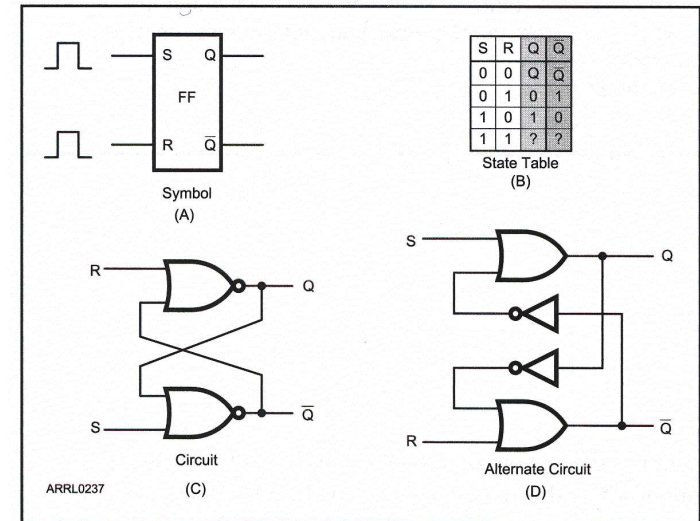 S Q
FF
R Q̅
Symbol
(A)
S R Q Q̅
0 0 Q Q̅
0 1 0 1
1 0 1 0
1 1 ? ?
State Table
(B)
R
Q
S
Q̅
Circuit
(C)
S
Q
R
Q̅
Alternate Circuit
(D)
ARRL0237